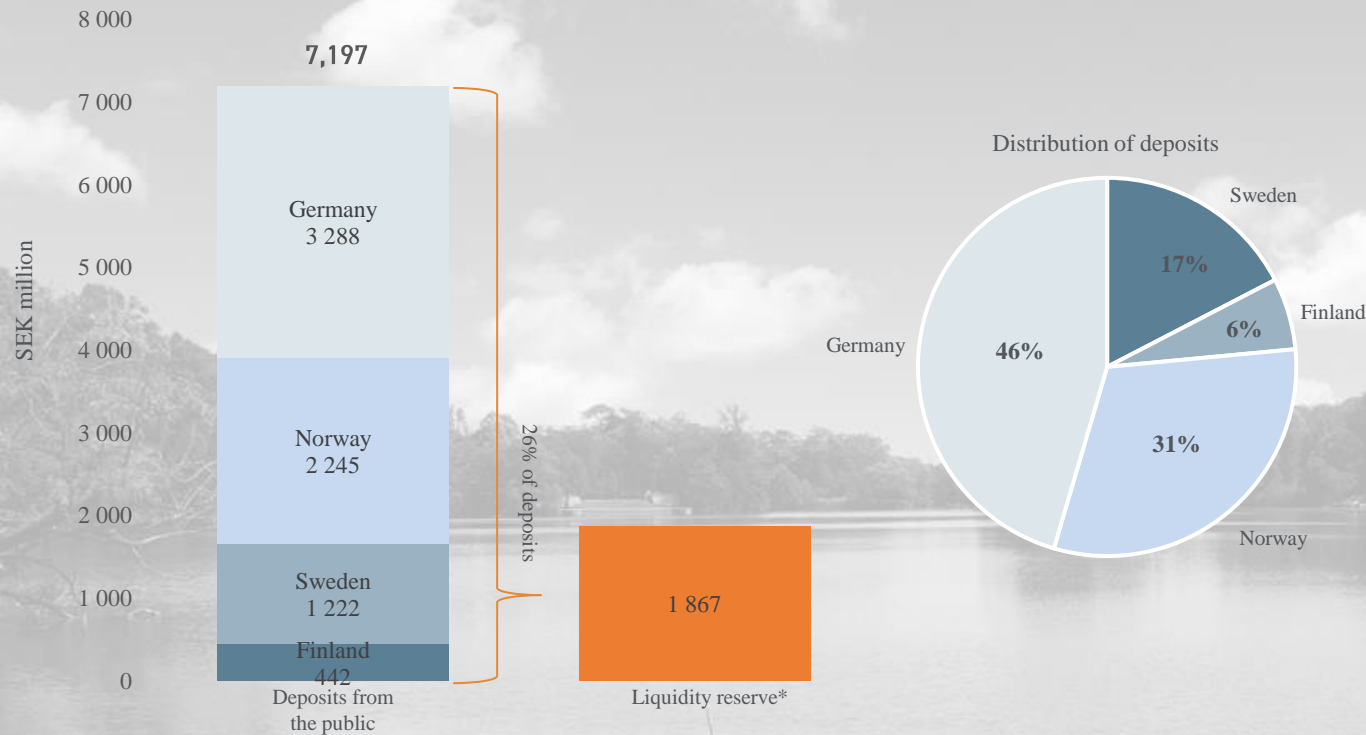 8 000
7 000
6 000
5 000
4 000
3 000
2 000
1 000
0
SEK million
7,197
Germany
3 288
Norway
2 245
Sweden
1 222
Finland
442
Deposits from
the public
26% of deposits
1 867
Liquidity reserve*
Distribution of deposits
Sweden
17%
Finland
6%
Germany
46%
31%
Norway